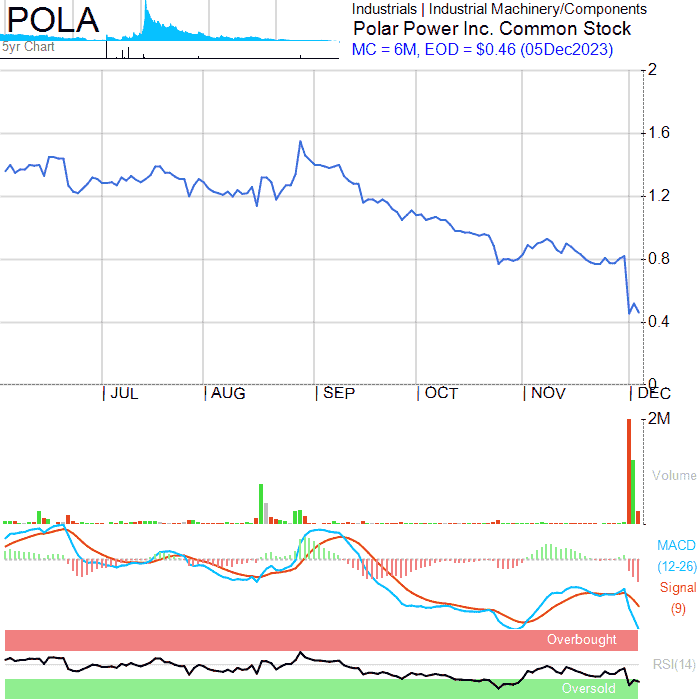 POLA
5yr Chart
Industrials | Industrial Machinery/Components
Polar Power Inc. Common Stock
MC = 6M, EOD = $0.46 (05Dec2023)
2
1.6
1.2
0.8
0.4
0
JUL AUG SEP OCT NOV DEC
2M
Volume
MACD
(12-26)
Signal
(9)
Overbought
RSI(14)
Oversold